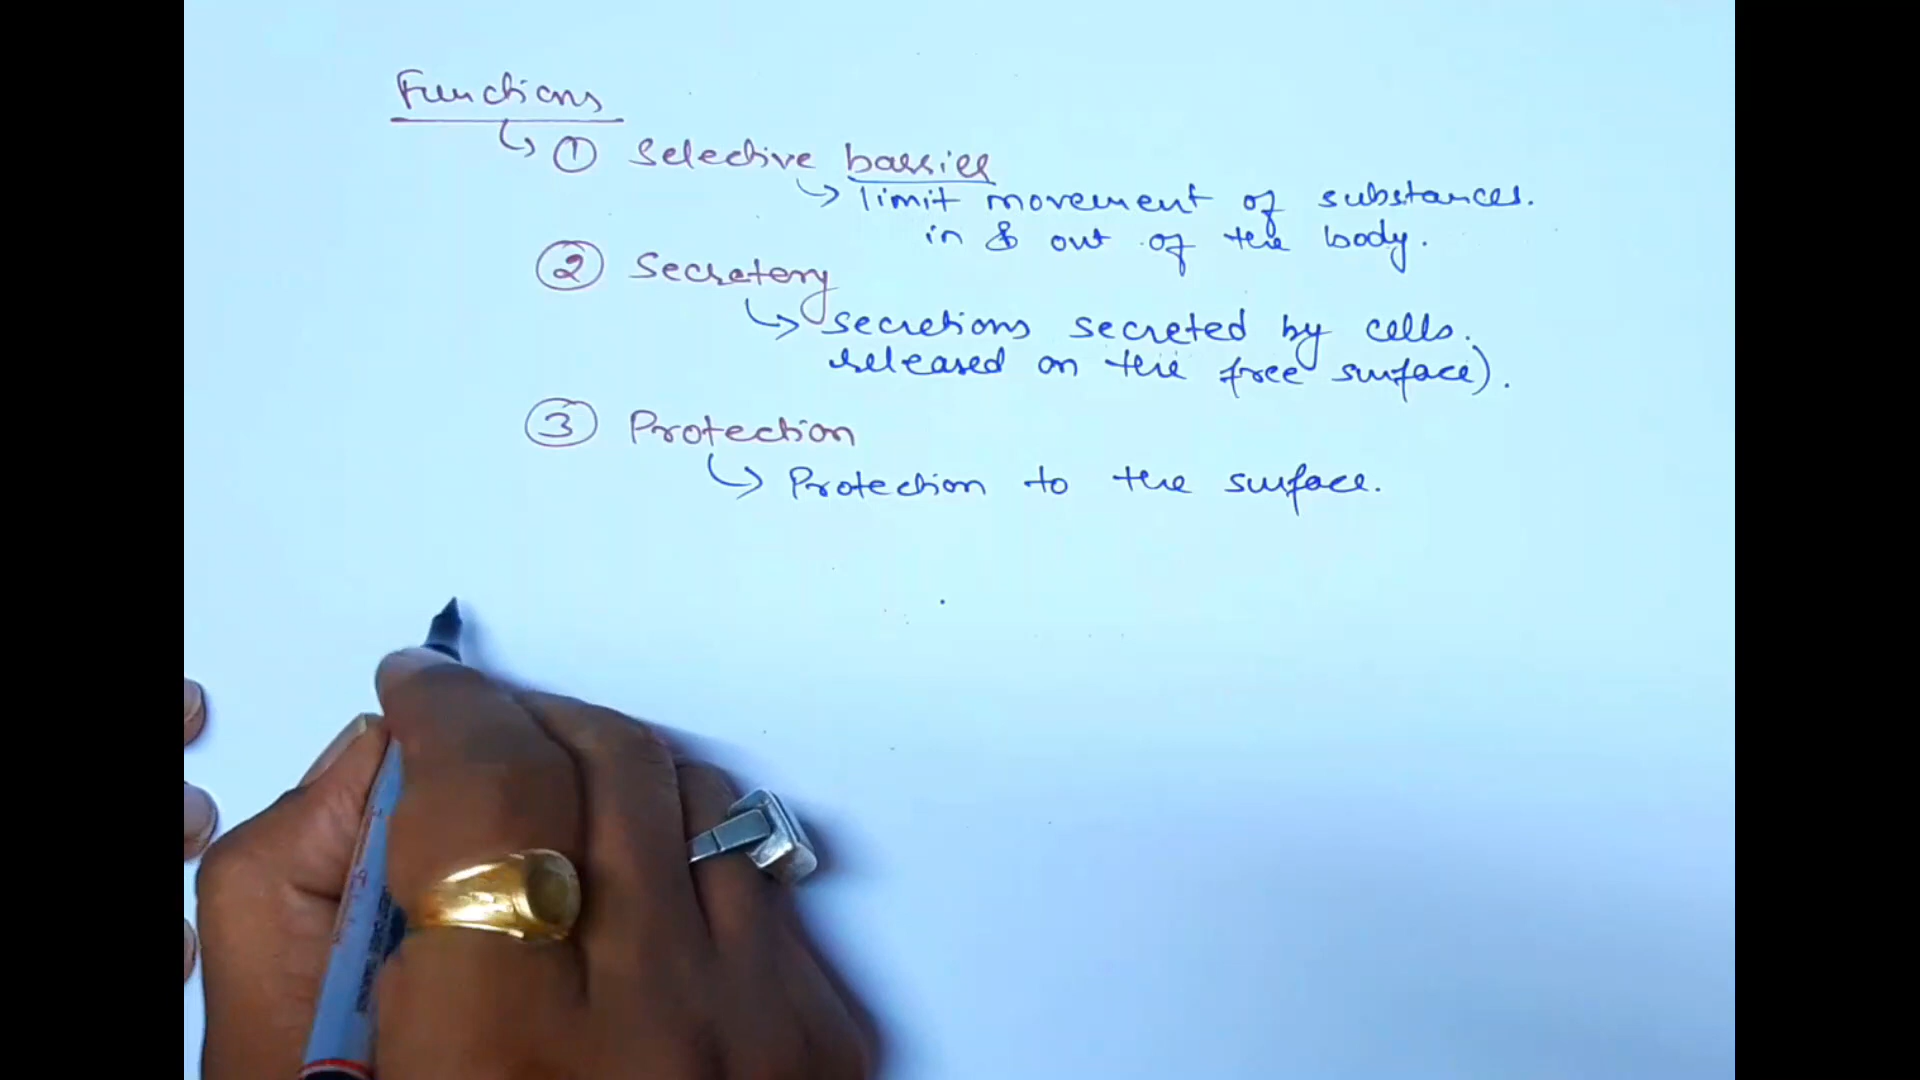 Functions
↳ ① Selective barrier
↳ limit movement of substances.
in & out of the body.
② Secretory
↳ secretions secreted by cells.
released on the free surface).
③ Protection
↳ Protection to the surface.